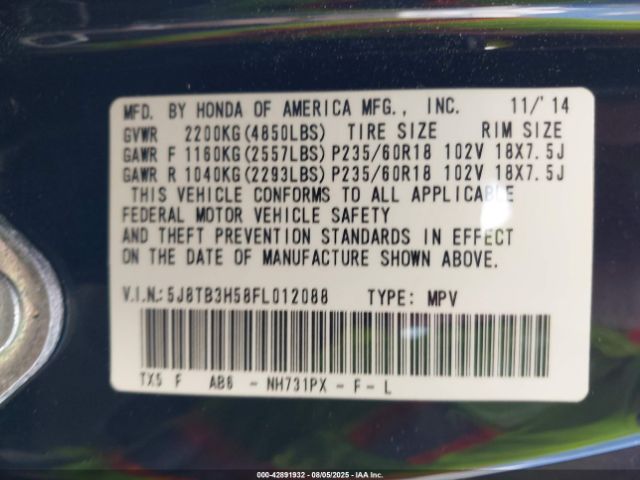 MFD. BY HONDA OF AMERICA MFG., INC. 11/'14
GVWR 2200KG(4850LBS) TIRE SIZE RIM SIZE
GAWR F 1160KG(2557LBS) P235/60R18 102V 18X7.5J
GAWR R 1040KG(2293LBS) P235/60R18 102V 18X7.5J
THIS VEHICLE CONFORMS TO ALL APPLICABLE
FEDERAL MOTOR VEHICLE SAFETY
AND THEFT PREVENTION STANDARDS IN EFFECT
ON THE DATE OF MANUFACTURE SHOWN ABOVE.
V.I.N.: 5J8TB3H58FL012088 TYPE: MPV
TX5 F AB6 - NH731PX - F - L
000-42891932 - 08/05/2025 - IAA Inc.